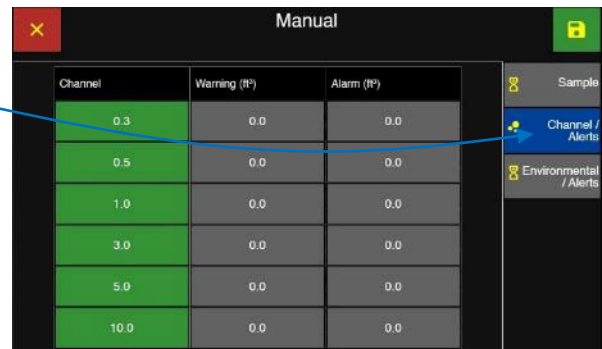 Manual
Channel Warning (ft³) Alarm (ft³)
0.3 0.0 0.0
0.5 0.0 0.0
1.0 0.0 0.0
3.0 0.0 0.0
5.0 0.0 0.0
10.0 0.0 0.0
Sample
Channel /
Alerts
Environmental
/ Alerts